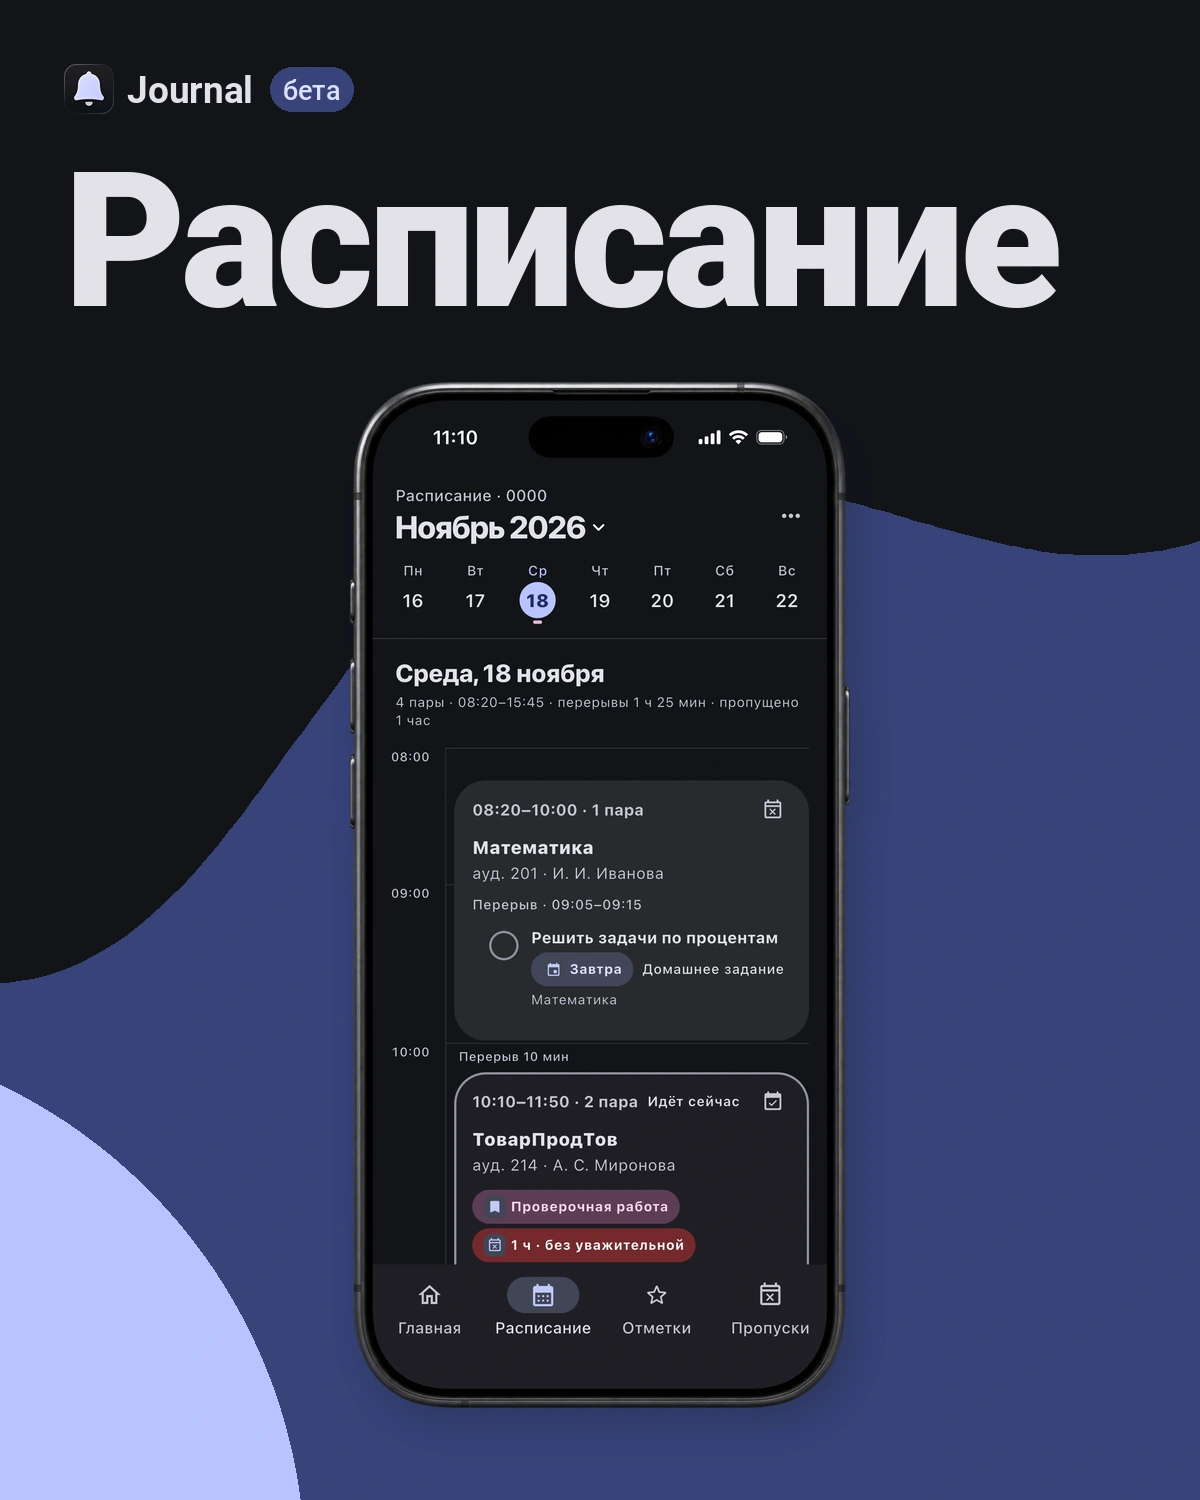 Journal бета
Расписание
11:10
Расписание · 0000
Ноябрь 2026
Пн Вт Ср Чт Пт Сб Вс
16 17 18 19 20 21 22
Среда, 18 ноября
4 пары · 08:20–15:45 · перерывы 1 ч 25 мин · пропущено
1 час
08:00
08:20–10:00 · 1 пара
Математика
ауд. 201 · И. И. Иванова
09:00
Перерыв · 09:05–09:15
Решить задачи по процентам
Завтра Домашнее задание
Математика
10:00
Перерыв 10 мин
10:10–11:50 · 2 пара Идёт сейчас
ТоварПродТов
ауд. 214 · А. С. Миронова
Проверочная работа
1 ч · без уважительной
Главная Расписание Отметки Пропуски